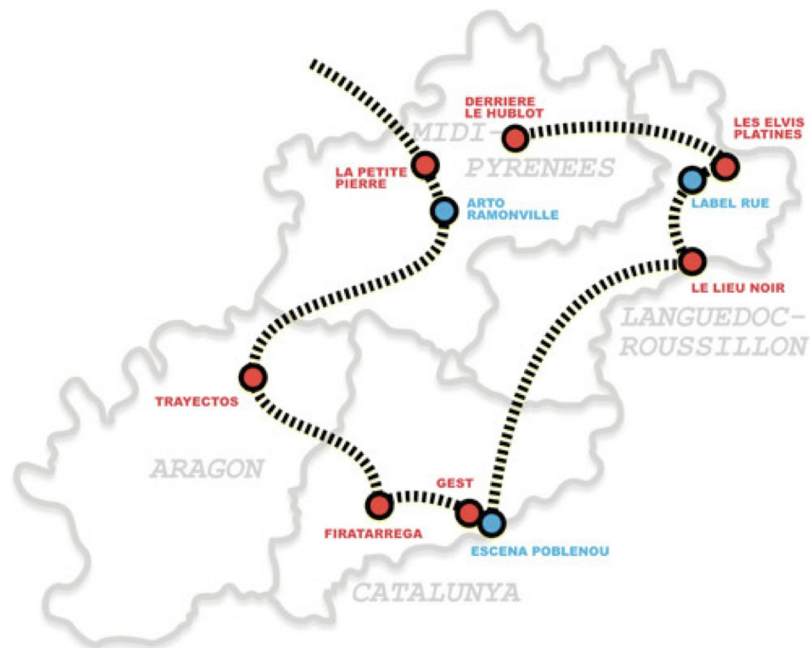 DERRIERE
LE HUBLOT
MIDI-
PYRENEES
LES ELVIS
PLATINES
LA PETITE
PIERRE
ARTO
RAMONVILLE
LABEL RUE
LE LIEU NOIR
LANGUEDOC-
ROUSSILLON
TRAYECTOS
ARAGON
GEST
FIRATARREGA
ESCENA POBLENOU
CATALUNYA